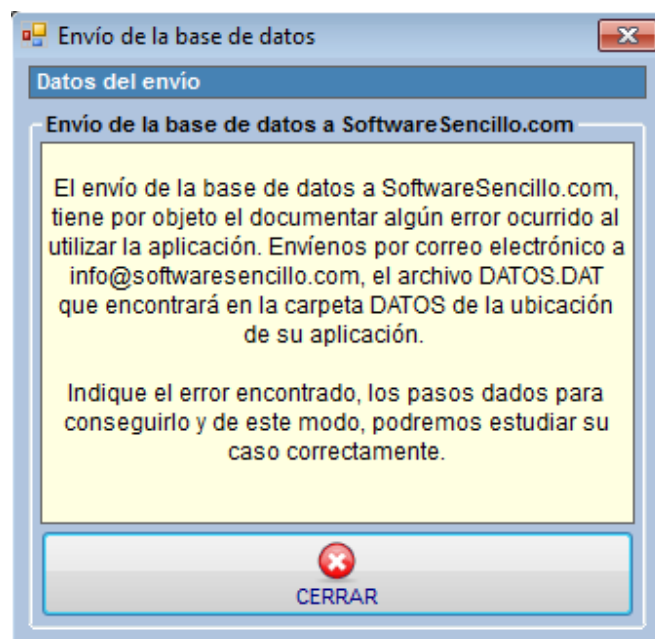 Envío de la base de datos
Datos del envío
Envío de la base de datos a SoftwareSencillo.com
El envío de la base de datos a SoftwareSencillo.com,
tiene por objeto el documentar algún error ocurrido al
utilizar la aplicación. Envíenos por correo electrónico a
info@softwaresencillo.com, el archivo DATOS.DAT
que encontrará en la carpeta DATOS de la ubicación
de su aplicación.
Indique el error encontrado, los pasos dados para
conseguirlo y de este modo, podremos estudiar su
caso correctamente.
CERRAR